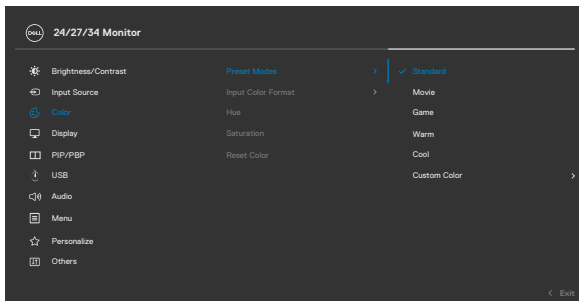 DELL 24/27/34 Monitor
Brightness/Contrast Preset Modes Standard
Input Source Input Color Format Movie
Color Hue Game
Display Saturation Warm
PIP/PBP Reset Color Cool
USB Custom Color
Audio
Menu
Personalize
Others
Exit